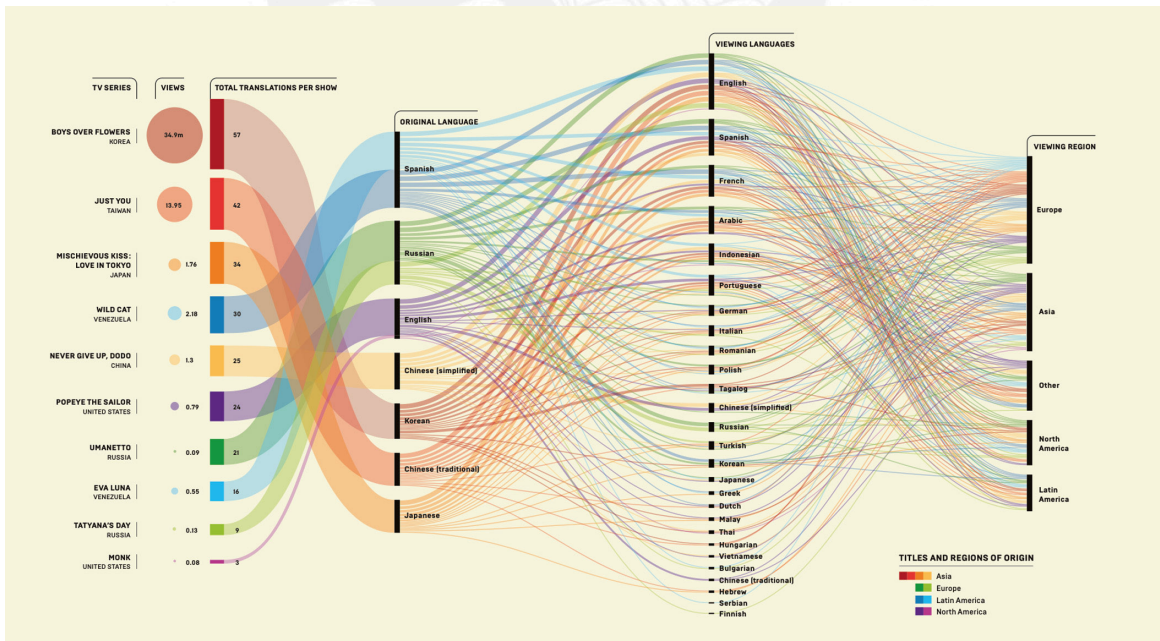 TV SERIES
VIEWS
TOTAL TRANSLATIONS PER SHOW
ORIGINAL LANGUAGE
VIEWING LANGUAGES
VIEWING REGION
BOYS OVER FLOWERS
KOREA
34.9m
57
JUST YOU
TAIWAN
13.95
42
MISCHIEVOUS KISS:
LOVE IN TOKYO
JAPAN
1.76
34
WILD CAT
VENEZUELA
2.18
30
NEVER GIVE UP, DODO
CHINA
1.3
25
POPEYE THE SAILOR
UNITED STATES
0.79
24
UMANETTO
RUSSIA
0.09
21
EVA LUNA
VENEZUELA
0.55
16
TATYANA'S DAY
RUSSIA
0.13
9
MONK
UNITED STATES
0.08
3
Spanish
Russian
English
Chinese (simplified)
Korean
Chinese (traditional)
Japanese
English
Spanish
French
Arabic
Indonesian
Portuguese
German
Italian
Romanian
Polish
Tagalog
Chinese (simplified)
Russian
Turkish
Korean
Japanese
Greek
Dutch
Malay
Thai
Hungarian
Vietnamese
Bulgarian
Chinese (traditional)
Hebrew
Serbian
Finnish
Europe
Asia
Other
North
America
Latin
America
TITLES AND REGIONS OF ORIGIN
Asia
Europe
Latin America
North America